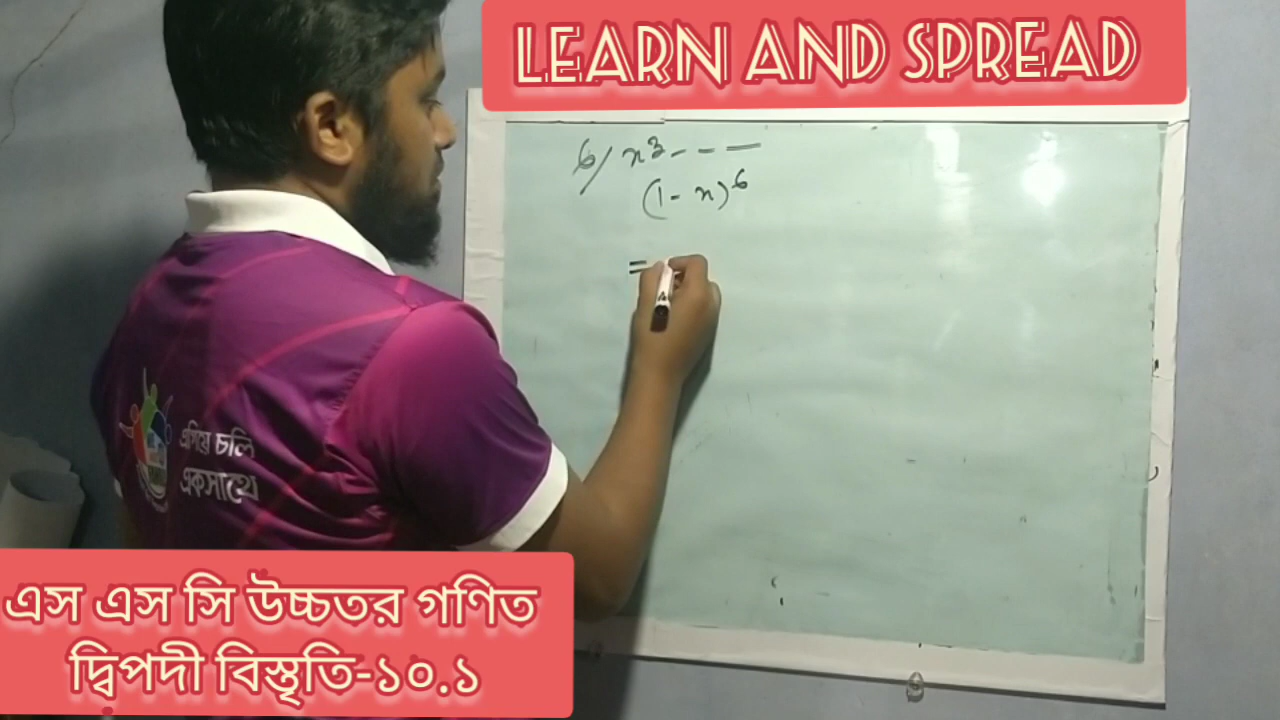 LEARN AND SPREAD
6/ x³ - - —
(1 - x)⁶
=
এগিয়ে চলি
একসাথে
এস এস সি উচ্চতর গণিত
দ্বিপদী বিস্তৃতি-১০.১